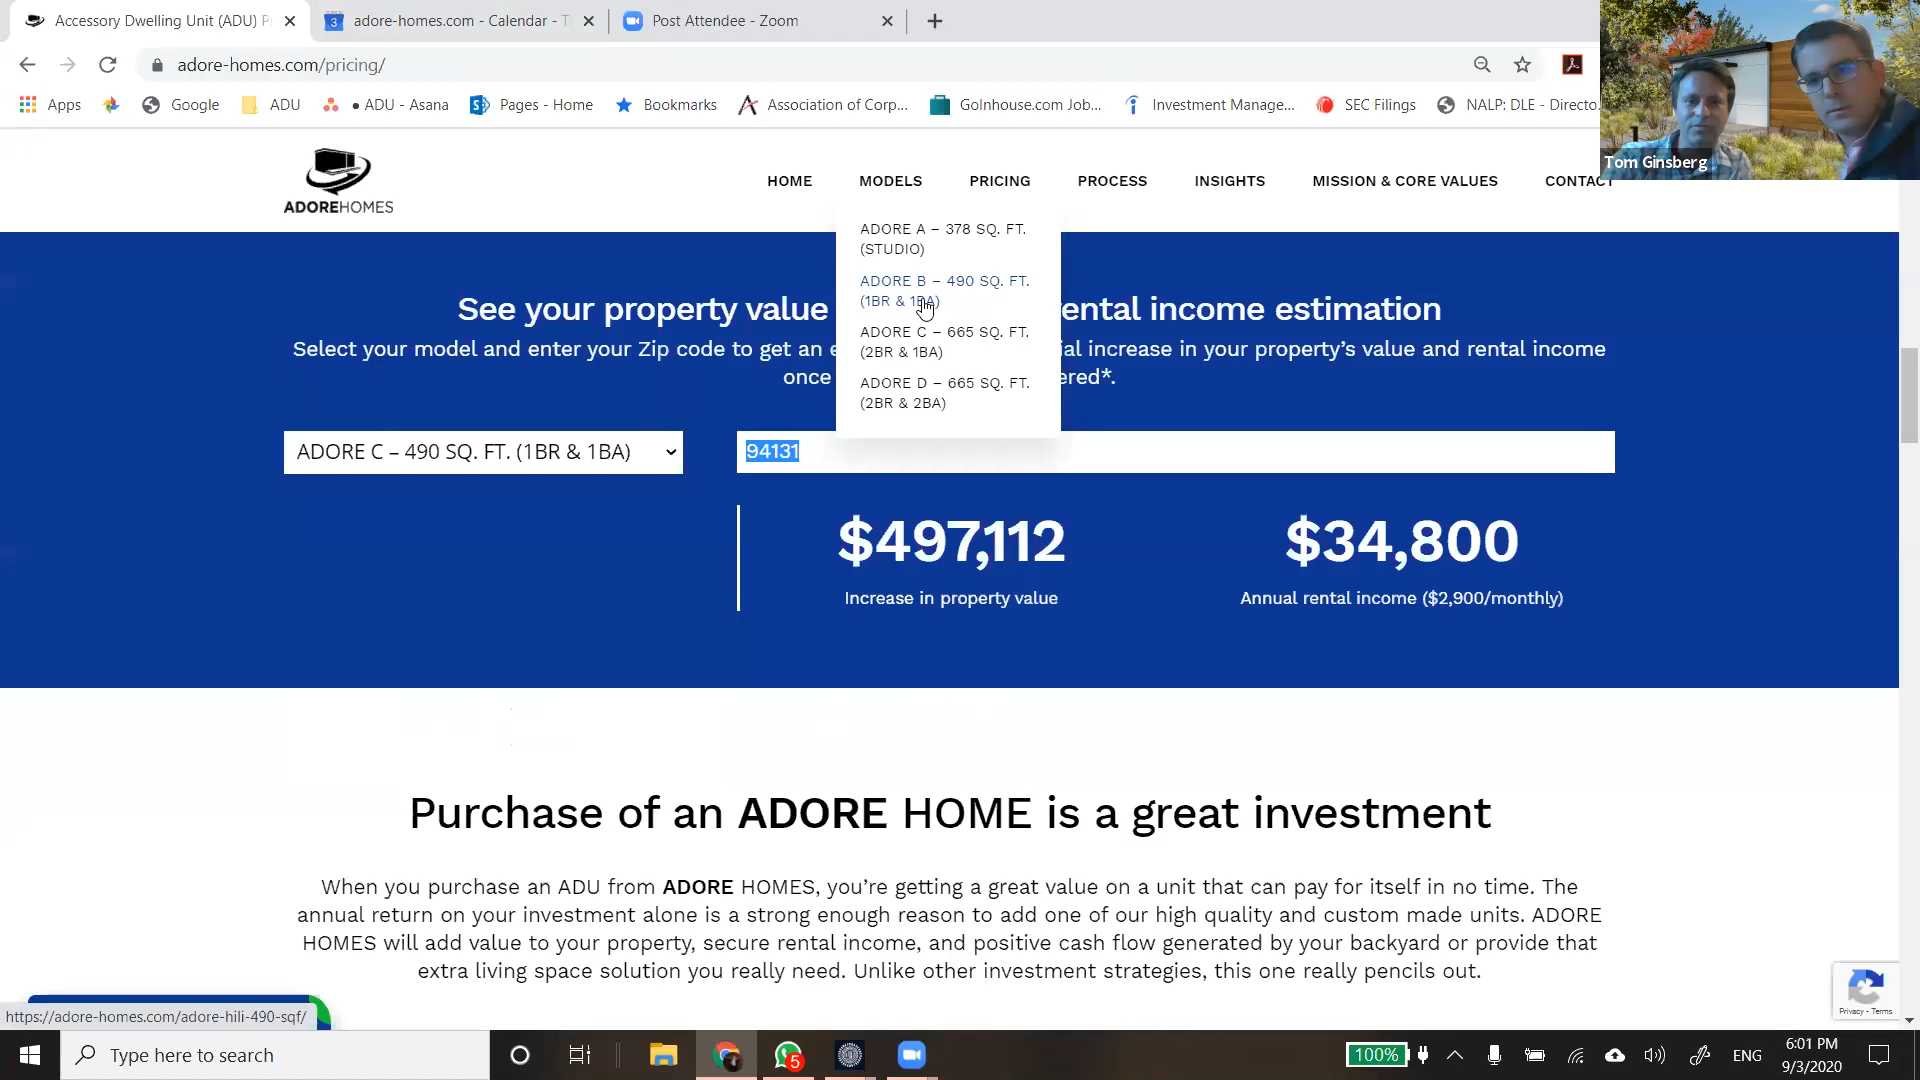 Accessory Dwelling Unit (ADU) P
adore-homes.com - Calendar - T
Post Attendee - Zoom
adore-homes.com/pricing/
Apps
Google
ADU
• ADU - Asana
Pages - Home
Bookmarks
Association of Corp...
GoInhouse.com Job...
Investment Manage...
SEC Filings
NALP: DLE - Directo..
Tom Ginsberg
ADOREHOMES
HOME
MODELS
PRICING
PROCESS
INSIGHTS
MISSION & CORE VALUES
CONTACT
ADORE A – 378 SQ. FT.
(STUDIO)
ADORE B – 490 SQ. FT.
(1BR & 1BA)
ADORE C – 665 SQ. FT.
(2BR & 1BA)
ADORE D – 665 SQ. FT.
(2BR & 2BA)
See your property value ental income estimation
Select your model and enter your Zip code to get an e ial increase in your property's value and rental income
once ered*.
ADORE C – 490 SQ. FT. (1BR & 1BA)
94131
$497,112
Increase in property value
$34,800
Annual rental income ($2,900/monthly)
Purchase of an ADORE HOME is a great investment
When you purchase an ADU from ADORE HOMES, you're getting a great value on a unit that can pay for itself in no time. The
annual return on your investment alone is a strong enough reason to add one of our high quality and custom made units. ADORE
HOMES will add value to your property, secure rental income, and positive cash flow generated by your backyard or provide that
extra living space solution you really need. Unlike other investment strategies, this one really pencils out.
Privacy - Terms
https://adore-homes.com/adore-hili-490-sqf/
Type here to search
5
100%
ENG
6:01 PM
9/3/2020